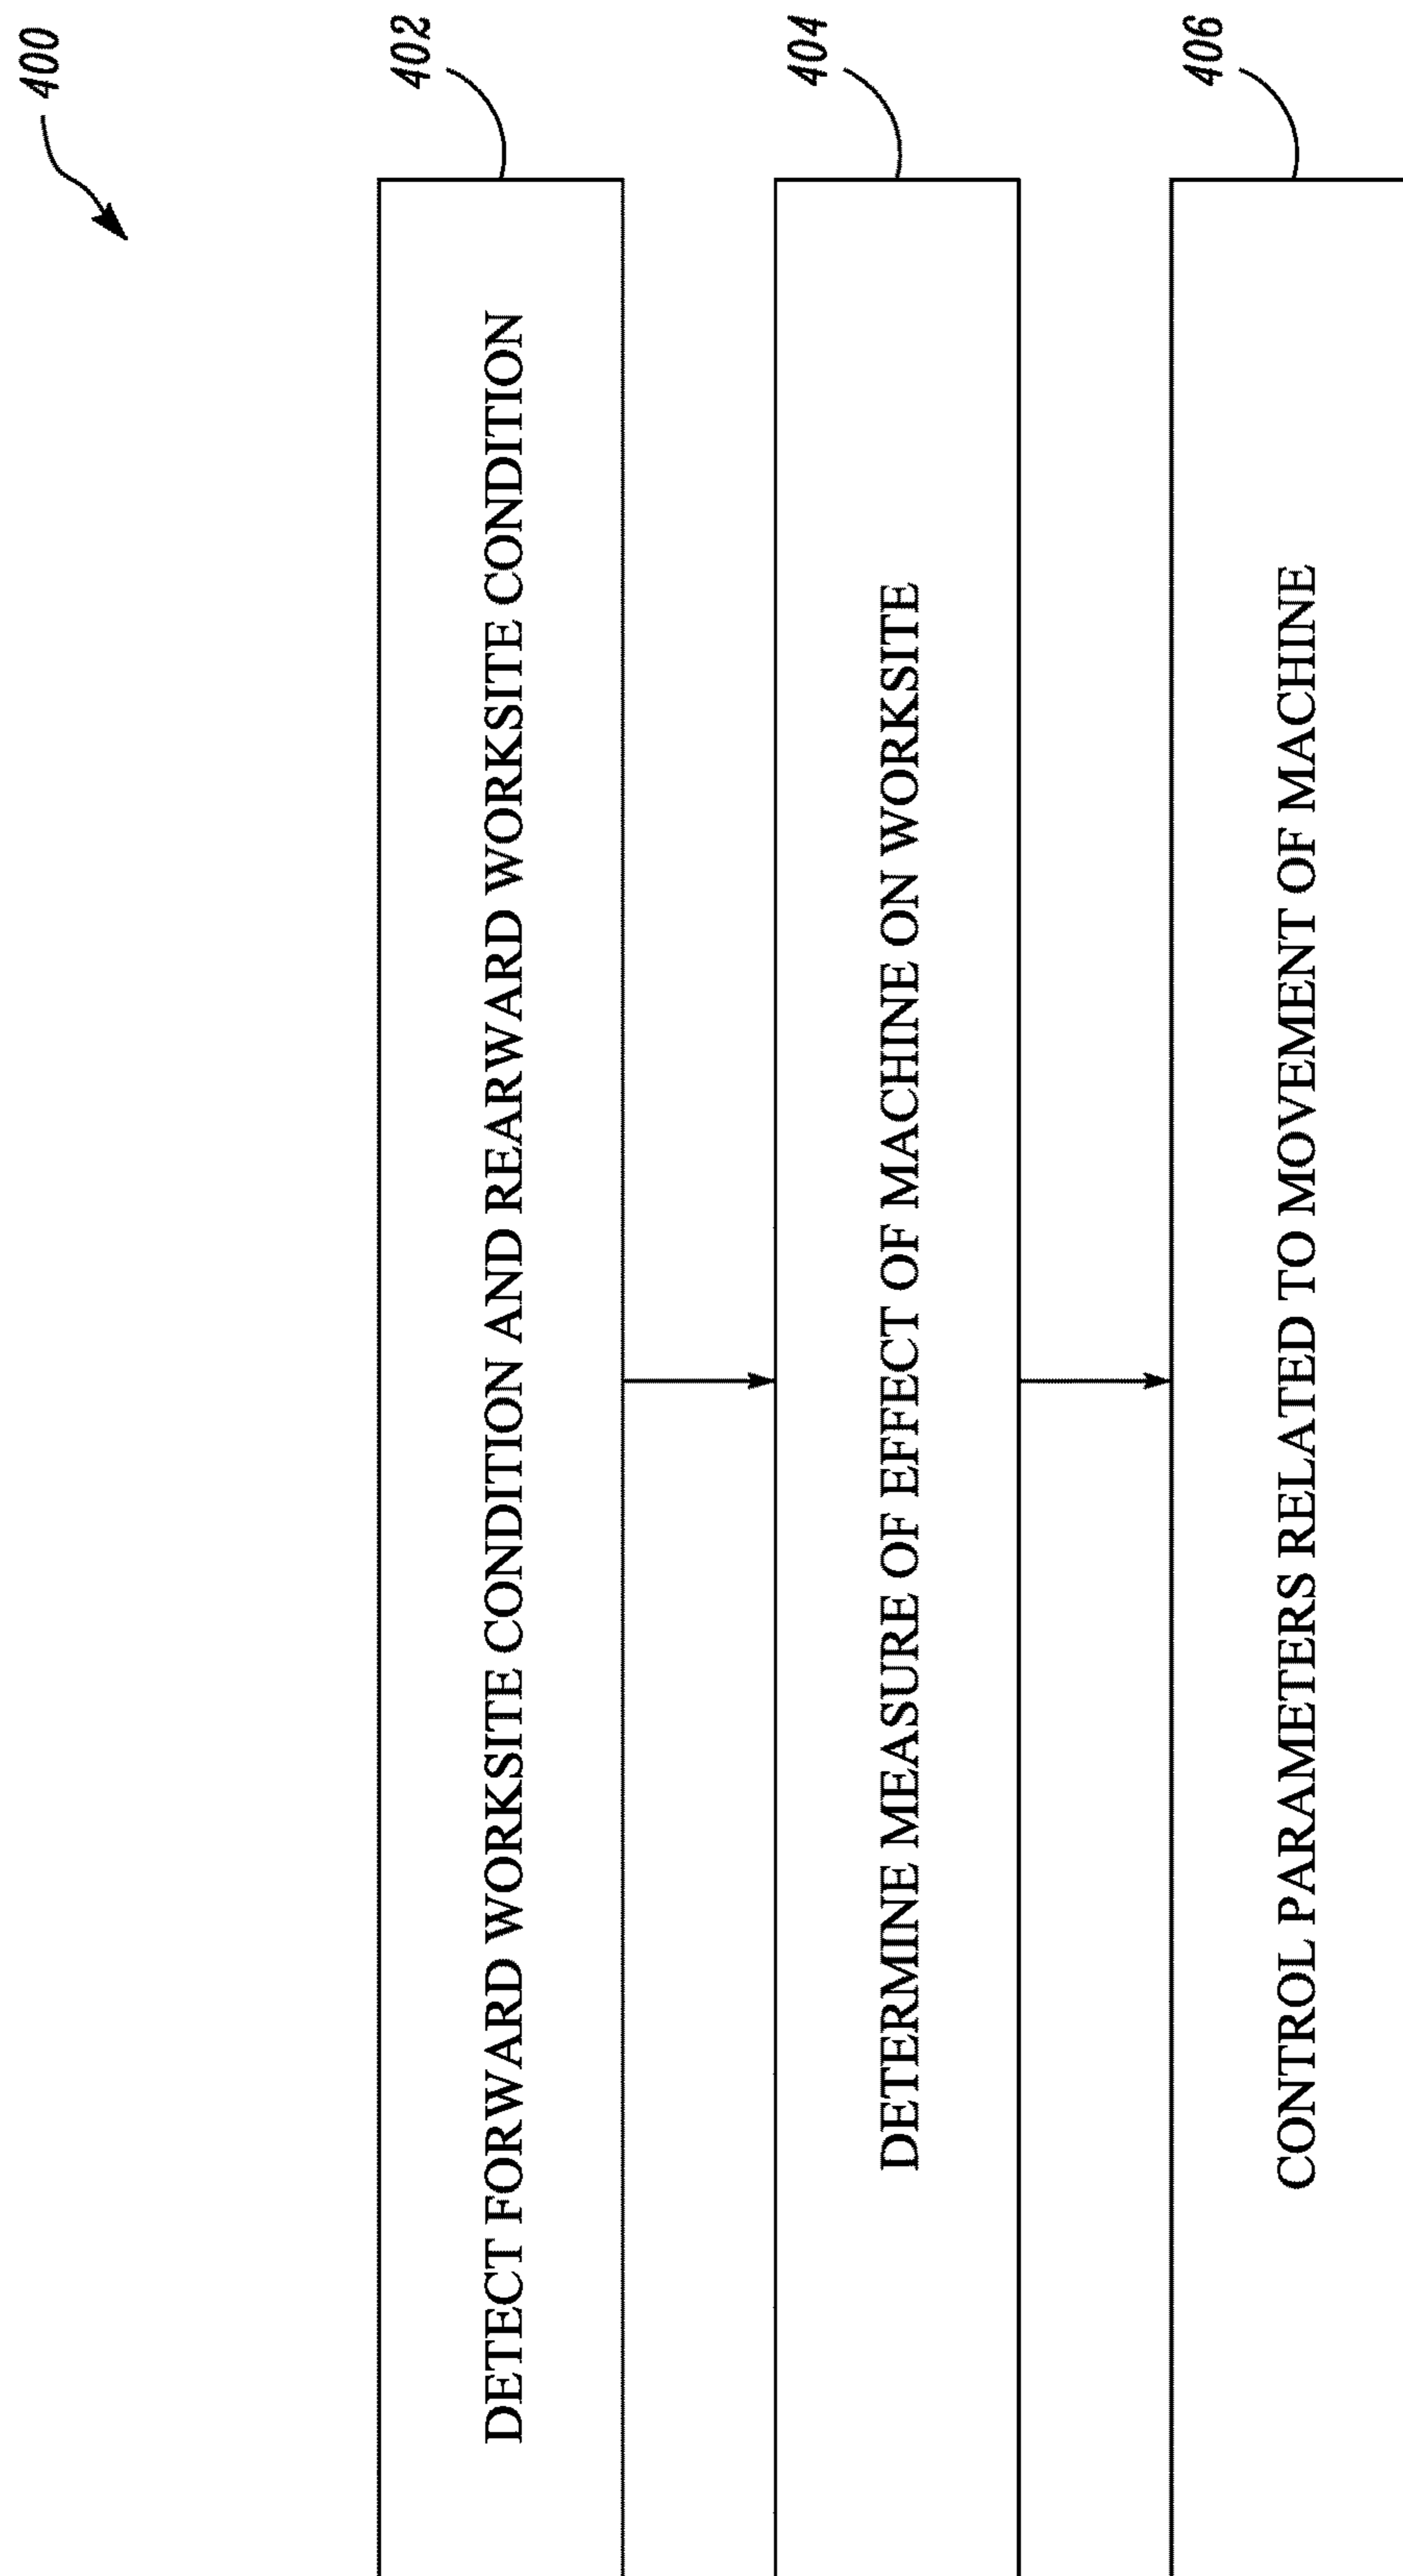 400
402
DETECT FORWARD WORKSITE CONDITION AND REARWARD WORKSITE CONDITION
404
DETERMINE MEASURE OF EFFECT OF MACHINE ON WORKSITE
406
CONTROL PARAMETERS RELATED TO MOVEMENT OF MACHINE